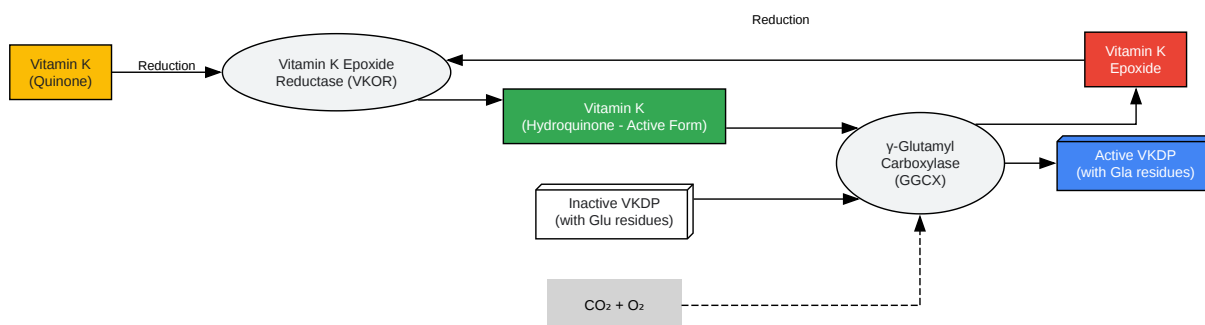 Reduction
Vitamin K
(Quinone)
Reduction
Vitamin K Epoxide
Reductase (VKOR)
Vitamin K
Epoxide
Vitamin K
(Hydroquinone - Active Form)
γ-Glutamyl
Carboxylase
(GGCX)
Active VKDP
(with Gla residues)
Inactive VKDP
(with Glu residues)
CO₂ + O₂